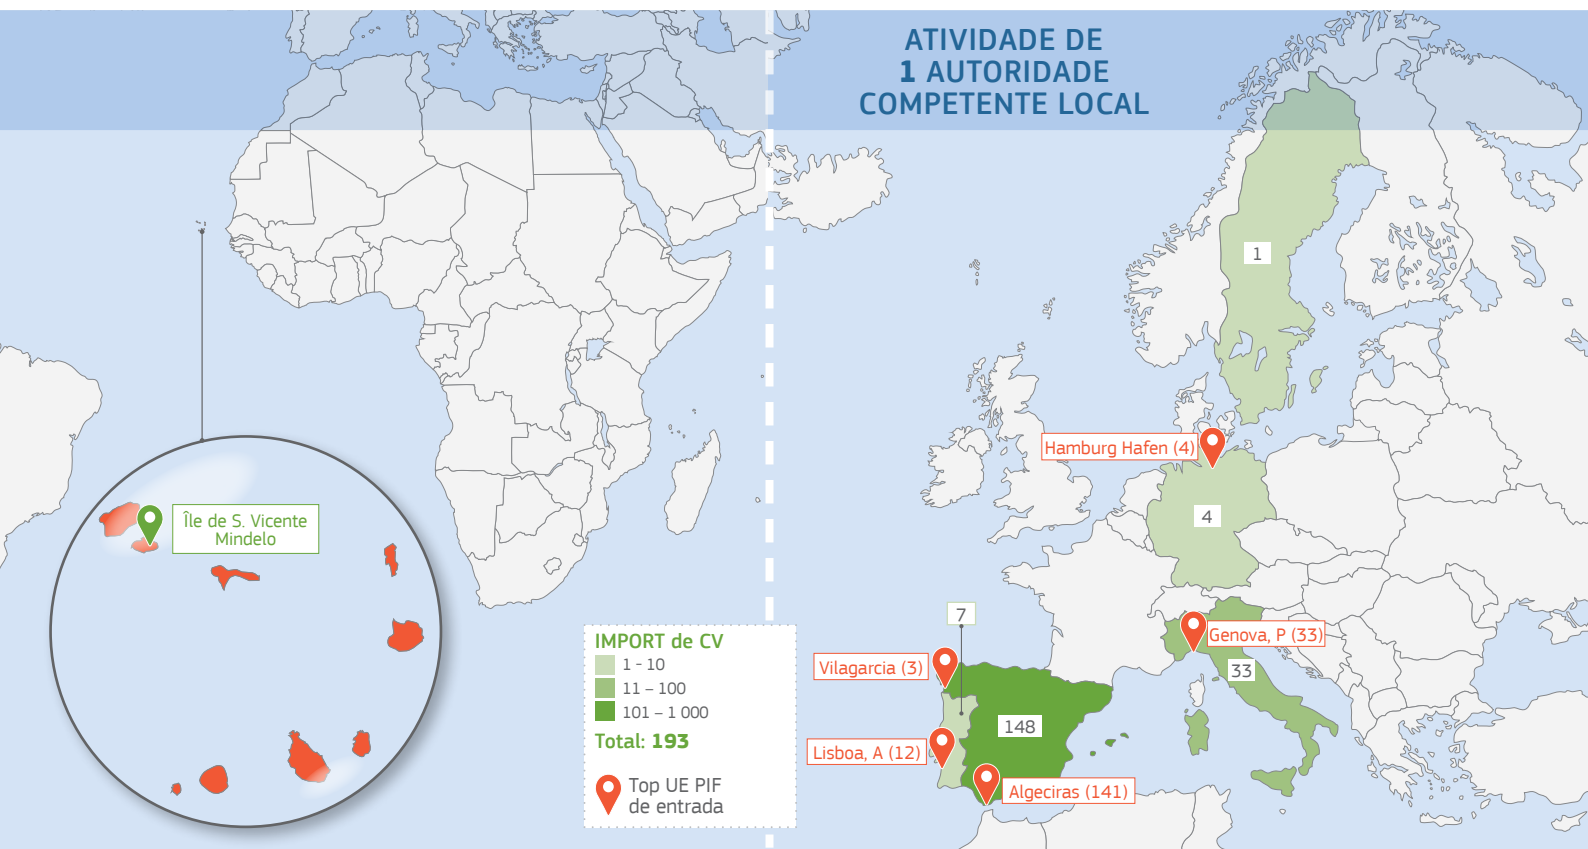 ATIVIDADE DE
1 AUTORIDADE
COMPETENTE LOCAL
1
Hamburg Hafen (4)
4
Île de S. Vicente
Mindelo
7
Genova, P (33)
33
Vilagarcia (3)
148
Lisboa, A (12)
Algeciras (141)
IMPORT de CV
1 - 10
11 – 100
101 – 1 000
Total: 193
Top UE PIF
de entrada